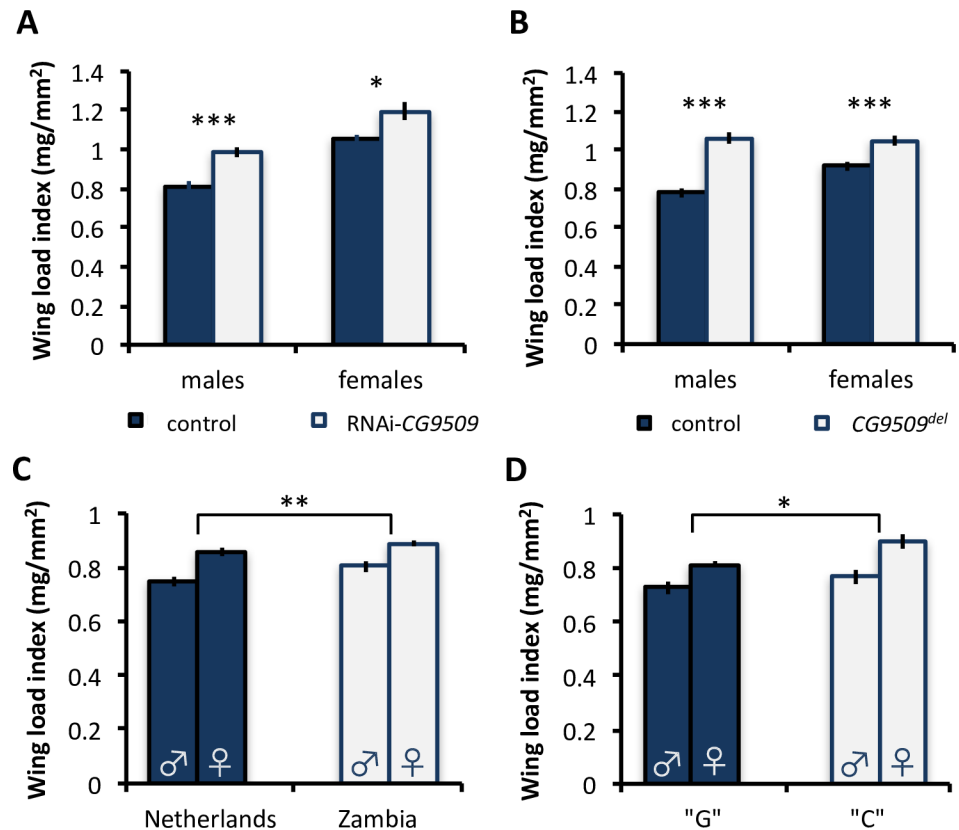 A
Wing load index (mg/mm²)
1.4
1.2
1
0.8
0.6
0.4
0.2
0
***
*
males
females
control
RNAi-CG9509
B
Wing load index (mg/mm²)
1.4
1.2
1
0.8
0.6
0.4
0.2
0
***
***
males
females
control
CG9509ᵈᵉˡ
C
Wing load index (mg/mm²)
1
0.8
0.6
0.4
0.2
0
**
♂ ♀ ♂ ♀
Netherlands
Zambia
D
Wing load index (mg/mm²)
1
0.8
0.6
0.4
0.2
0
*
♂ ♀ ♂ ♀
"G"
"C"